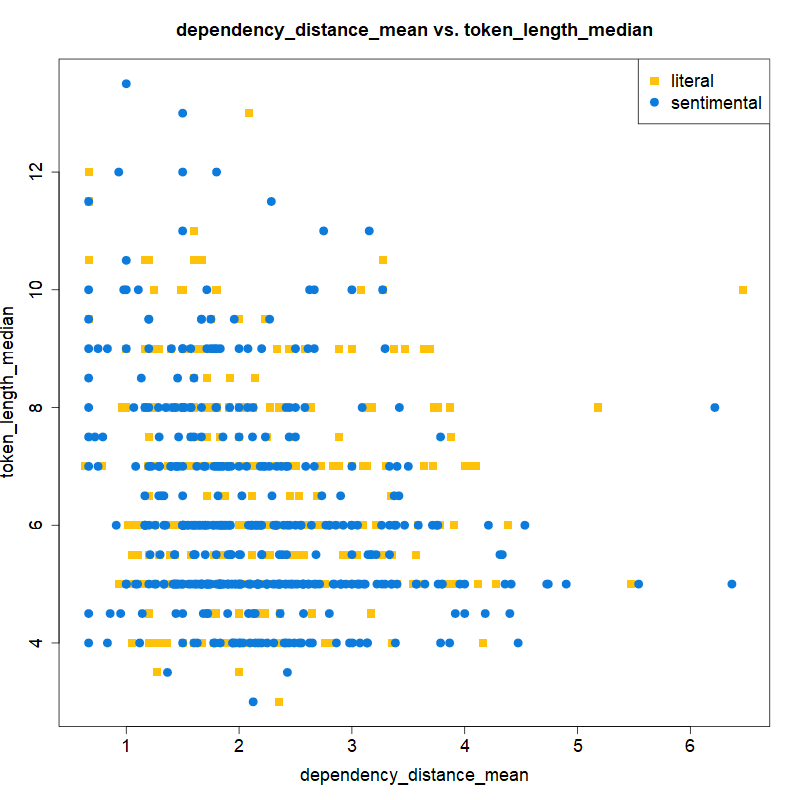 dependency_distance_mean vs. token_length_median
literal
sentimental
token_length_median
12
10
8
6
4
1 2 3 4 5 6
dependency_distance_mean